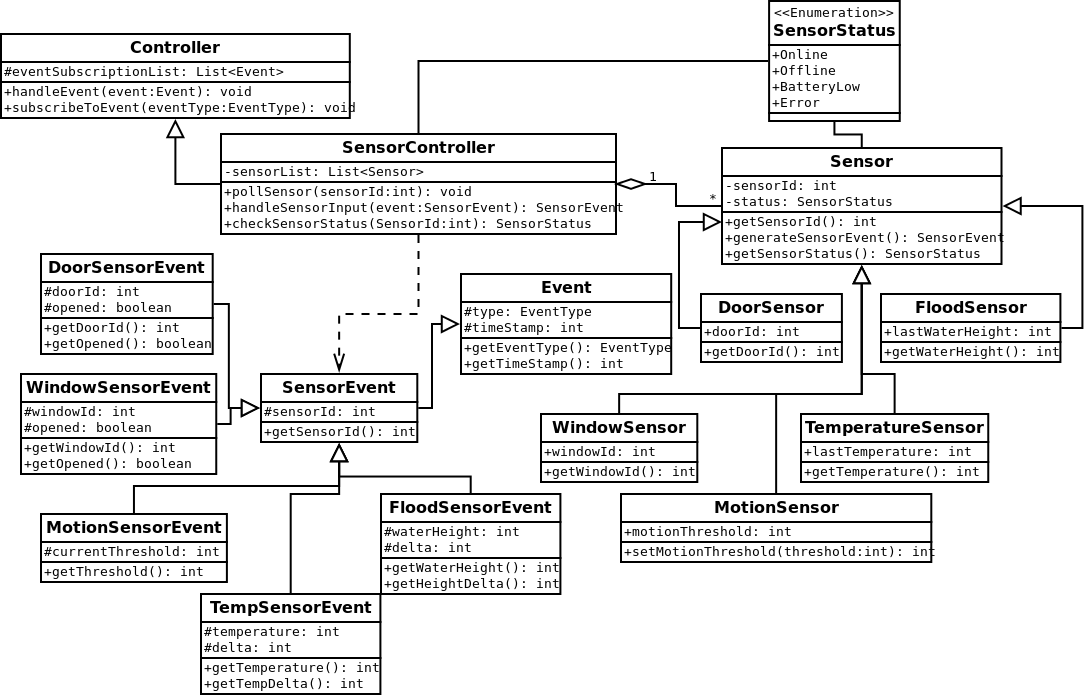 <<Enumeration>>
SensorStatus
+Online
+Offline
+BatteryLow
+Error
Controller
#eventSubscriptionList: List<Event>
+handleEvent(event:Event): void
+subscribeToEvent(eventType:EventType): void
SensorController
-sensorList: List<Sensor>
+pollSensor(sensorId:int): void
+handleSensorInput(event:SensorEvent): SensorEvent
+checkSensorStatus(SensorId:int): SensorStatus
1
*
Sensor
-sensorId: int
-status: SensorStatus
+getSensorId(): int
+generateSensorEvent(): SensorEvent
+getSensorStatus(): SensorStatus
DoorSensorEvent
#doorId: int
#opened: boolean
+getDoorId(): int
+getOpened(): boolean
Event
#type: EventType
#timeStamp: int
+getEventType(): EventType
+getTimeStamp(): int
DoorSensor
+doorId: int
+getDoorId(): int
FloodSensor
+lastWaterHeight: int
+getWaterHeight(): int
WindowSensorEvent
#windowId: int
#opened: boolean
+getWindowId(): int
+getOpened(): boolean
SensorEvent
#sensorId: int
+getSensorId(): int
WindowSensor
+windowId: int
+getWindowId(): int
TemperatureSensor
+lastTemperature: int
+getTemperature(): int
MotionSensorEvent
#currentThreshold: int
+getThreshold(): int
FloodSensorEvent
#waterHeight: int
#delta: int
+getWaterHeight(): int
+getHeightDelta(): int
MotionSensor
+motionThreshold: int
+setMotionThreshold(threshold:int): int
TempSensorEvent
#temperature: int
#delta: int
+getTemperature(): int
+getTempDelta(): int